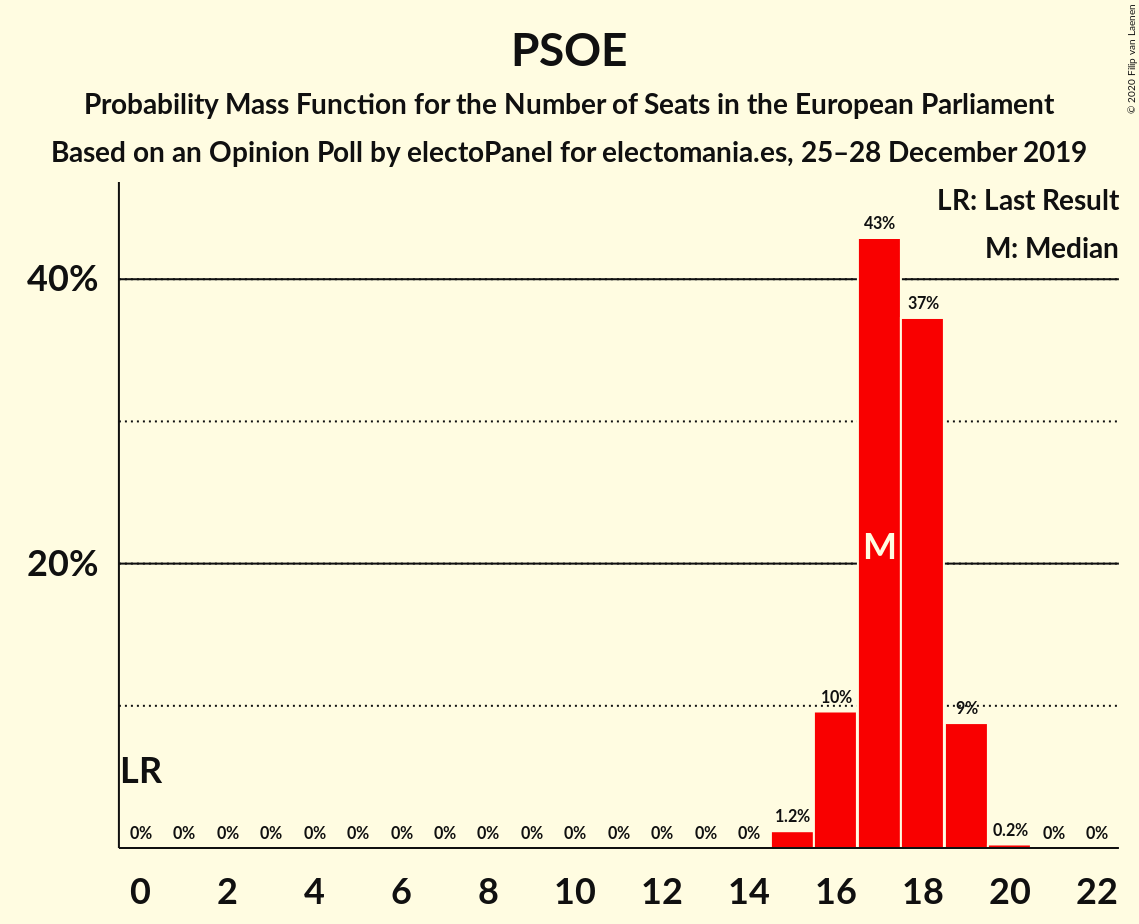 PSOE
Probability Mass Function for the Number of Seats in the European Parliament
Based on an Opinion Poll by electoPanel for electomania.es, 25–28 December 2019
© 2020 Filip van Laenen
LR: Last Result
M: Median
43%
40%
37%
M
20%
10%
9%
LR
1.2%
0% 0% 0% 0% 0% 0% 0% 0% 0% 0% 0% 0% 0% 0% 0% 0.2% 0% 0%
0 2 4 6 8 10 12 14 16 18 20 22